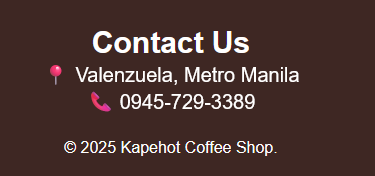 Contact Us
📍 Valenzuela, Metro Manila
📞 0945-729-3389
© 2025 Kapehot Coffee Shop.